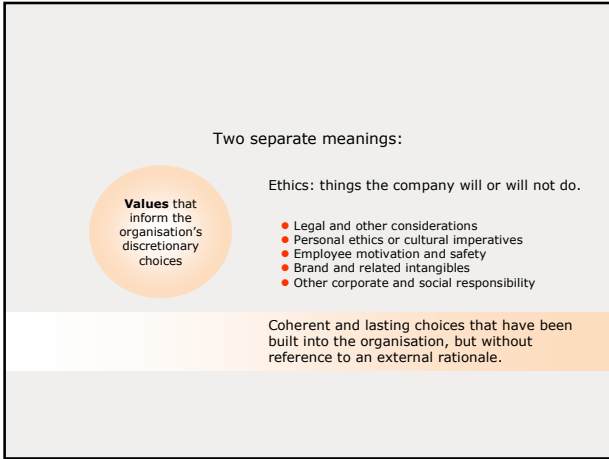 Two separate meanings:
Values that
inform the
organisation's
discretionary
choices
Ethics: things the company will or will not do.
● Legal and other considerations
● Personal ethics or cultural imperatives
● Employee motivation and safety
● Brand and related intangibles
● Other corporate and social responsibility
Coherent and lasting choices that have been
built into the organisation, but without
reference to an external rationale.